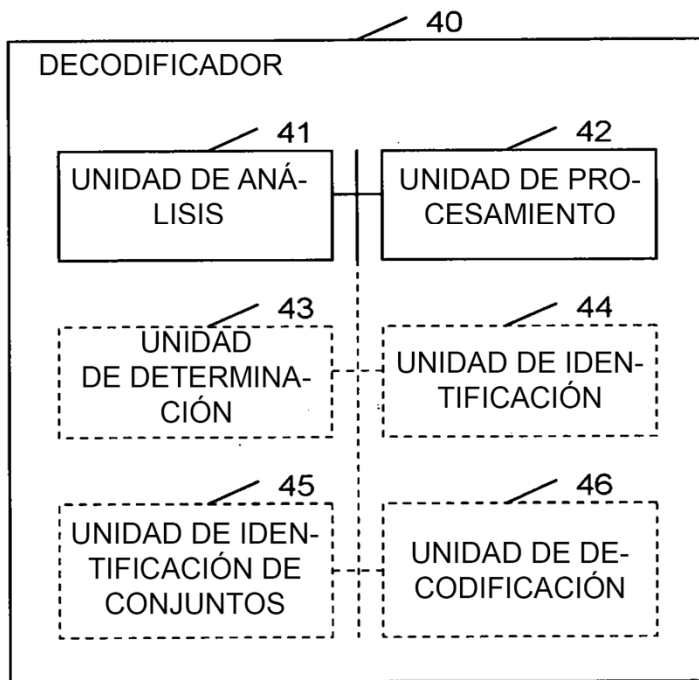 40
DECODIFICADOR
41
UNIDAD DE ANÁ-
LISIS
42
UNIDAD DE PRO-
CESAMIENTO
43
UNIDAD
DE DETERMINA-
CIÓN
44
UNIDAD DE IDEN-
TIFICACIÓN
45
UNIDAD DE IDEN-
TIFICACIÓN DE
CONJUNTOS
46
UNIDAD DE DE-
CODIFICACIÓN